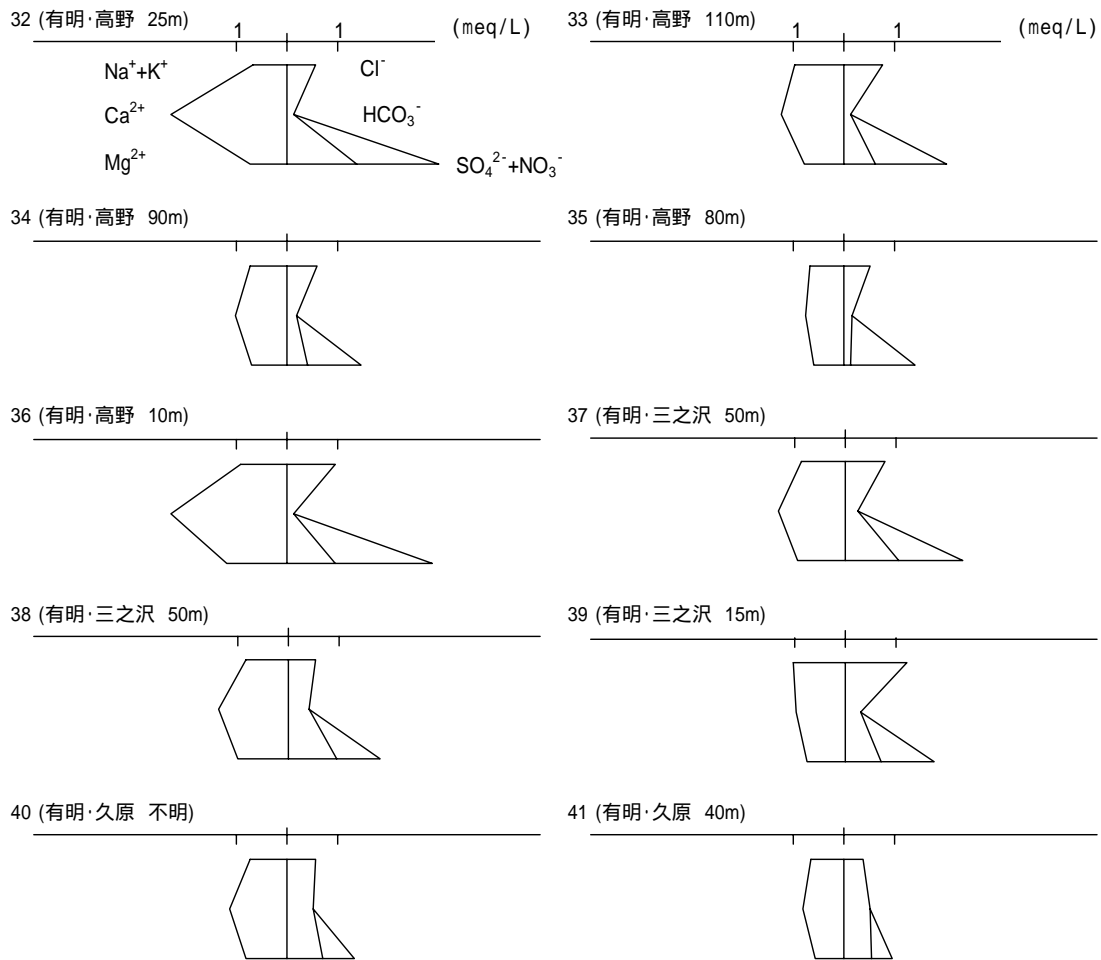 32 (有明·高野 25m)
1 1 (meq/L)
33 (有明·高野 110m)
1 1 (meq/L)
Na⁺+K⁺ Cl⁻
Ca²⁺ HCO₃⁻
Mg²⁺ SO₄²⁻+NO₃⁻
34 (有明·高野 90m)
35 (有明·高野 80m)
36 (有明·高野 10m)
37 (有明·三之沢 50m)
38 (有明·三之沢 50m)
39 (有明·三之沢 15m)
40 (有明·久原 不明)
41 (有明·久原 40m)